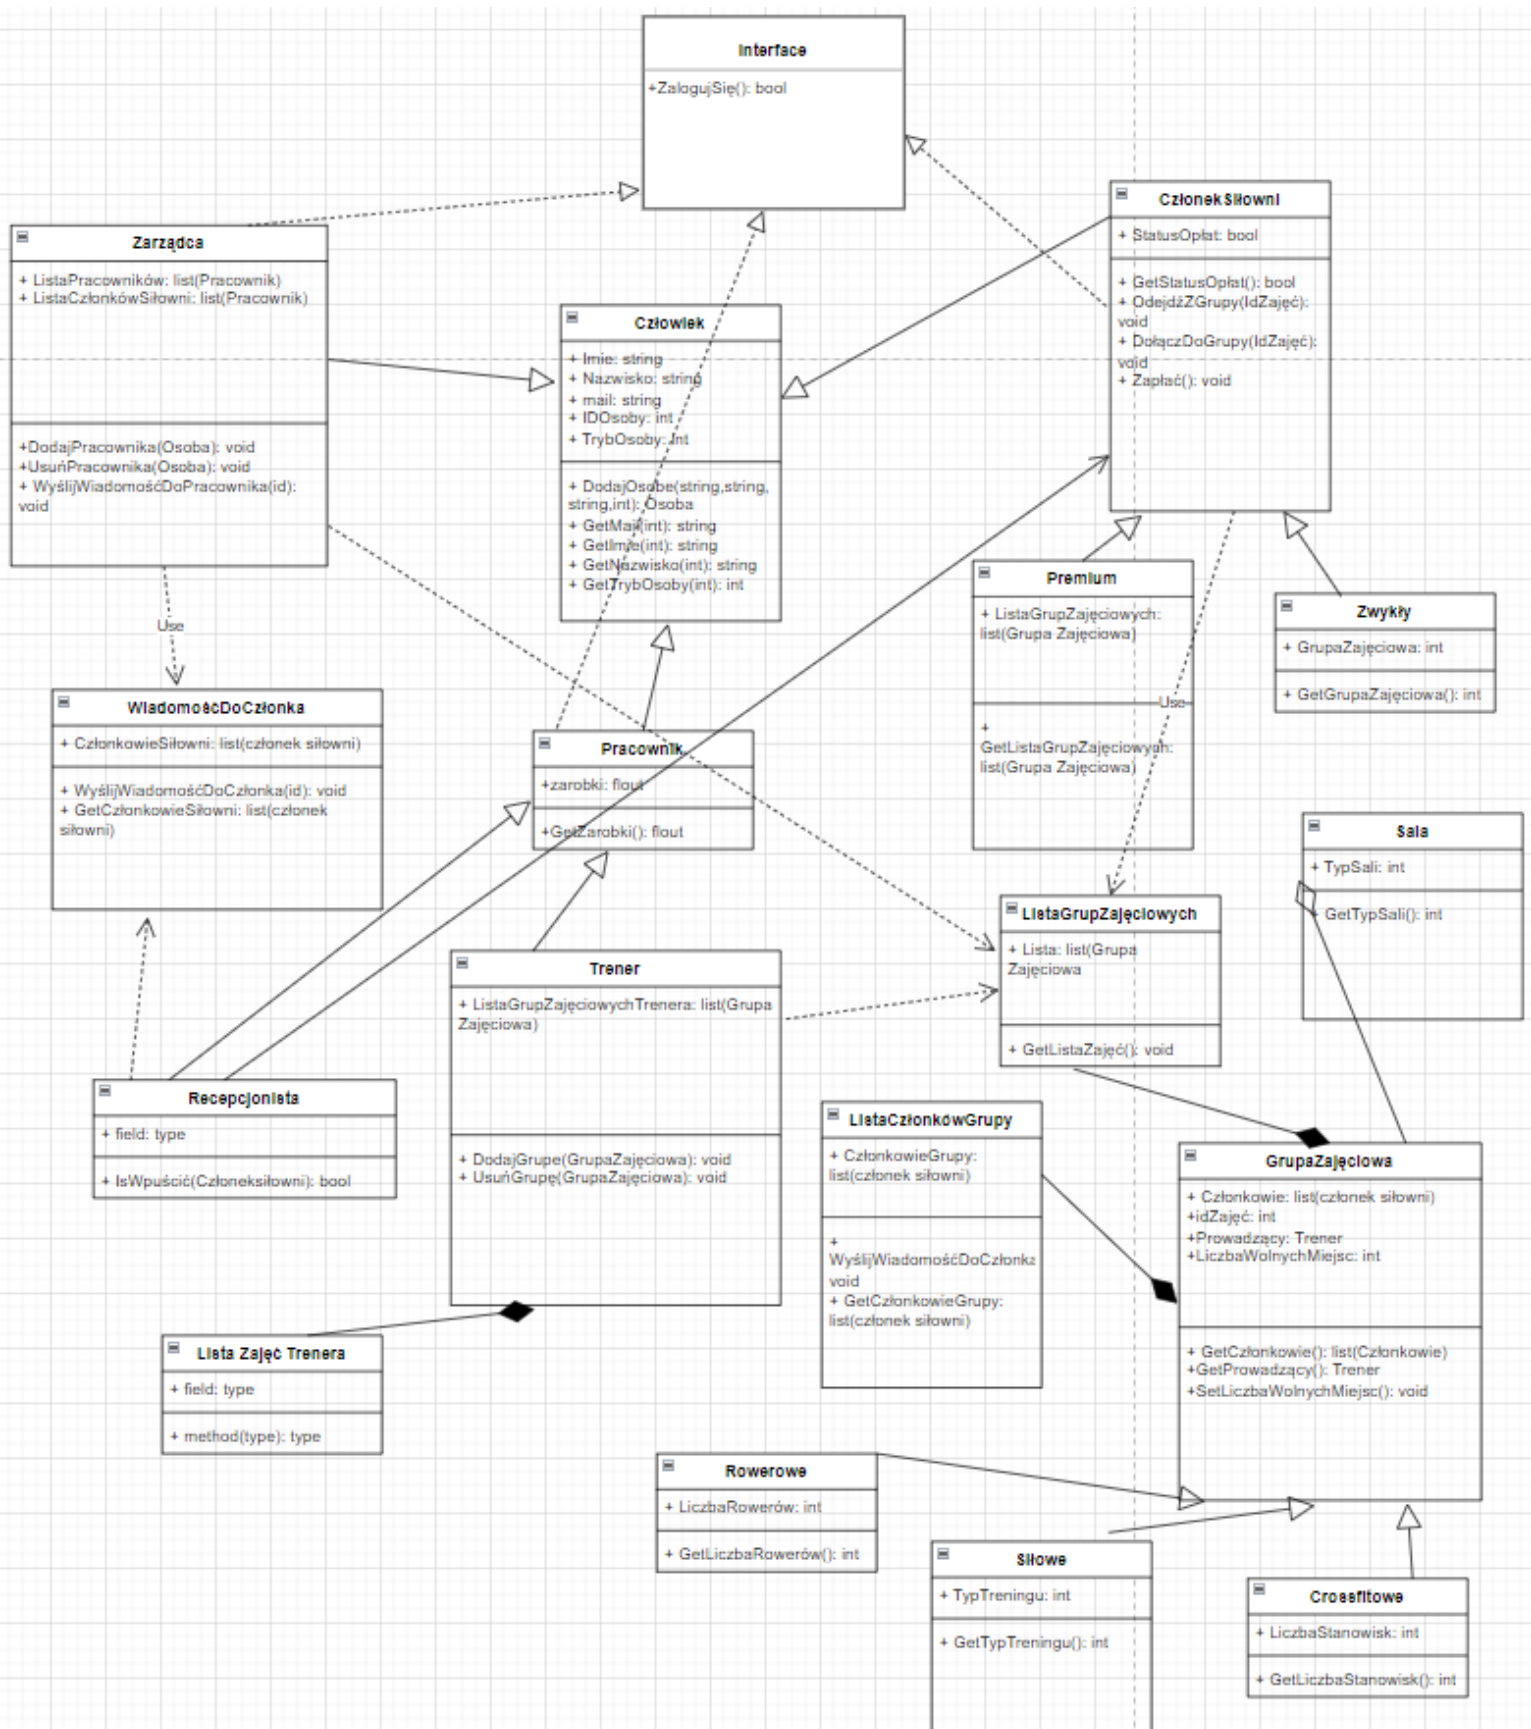 Interface
+ZalogujSię(): bool
CzłonekSiłowni
+ StatusOpłat: bool
+ GetStatusOpłat(): bool
+ OdejdźZGrupy(IdZajęć):
void
+ DołączDoGrupy(IdZajęć):
void
+ Zapłać(): void
Zarządca
+ ListaPracowników: list(Pracownik)
+ ListaCzłonkówSiłowni: list(Pracownik)
+DodajPracownika(Osoba): void
+UsuńPracownika(Osoba): void
+ WyślijWiadomośćDoPracownika(id):
void
Człowiek
+ Imie: string
+ Nazwisko: string
+ mail: string
+ IDOsoby: int
+ TrybOsoby: int
+ DodajOsobe(string,string,
string,int): Osoba
+ GetMail(int): string
+ GetImie(int): string
+ GetNazwisko(int): string
+ GetTrybOsoby(int): int
Use
Premium
+ ListaGrupZajęciowych:
list(Grupa Zajęciowa)
Use
+
GetListaGrupZajęciowych:
list(Grupa Zajęciowa)
Zwykły
+ GrupaZajęciowa: int
+ GetGrupaZajęciowa(): int
WiadomośćDoCzłonka
+ CzłonkowieSiłowni: list(członek siłowni)
+ WyślijWiadomośćDoCzłonka(id): void
+ GetCzłonkowieSiłowni: list(członek
siłowni)
Pracownik
+zarobki: flout
+GetZarobki(): flout
Sala
+ TypSali: int
+ GetTypSali(): int
ListaGrupZajęciowych
+ Lista: list(Grupa
Zajęciowa
+ GetListaZajęć(): void
Trener
+ ListaGrupZajęciowychTrenera: list(Grupa
Zajęciowa)
+ DodajGrupe(GrupaZajęciowa): void
+ UsuńGrupę(GrupaZajęciowa): void
Recepcjonista
+ field: type
+ IsWpuścić(Członeksiłowni): bool
ListaCzłonkówGrupy
+ CzłonkowieGrupy:
list(członek siłowni)
+
WyślijWiadomośćDoCzłonka
void
+ GetCzłonkowieGrupy:
list(członek siłowni)
GrupaZajęciowa
+ Członkowie: list(członek siłowni)
+idZajęć: int
+Prowadzący: Trener
+LiczbaWolnychMiejsc: int
+ GetCzłonkowie(): list(Członkowie)
+GetProwadzący(): Trener
+SetLiczbaWolnychMiejsc(): void
Lista Zajęć Trenera
+ field: type
+ method(type): type
Rowerowe
+ LiczbaRowerów: int
+ GetLiczbaRowerów(): int
Siłowe
+ TypTreningu: int
+ GetTypTreningu(): int
Crossfitowe
+ LiczbaStanowisk: int
+ GetLiczbaStanowisk(): int